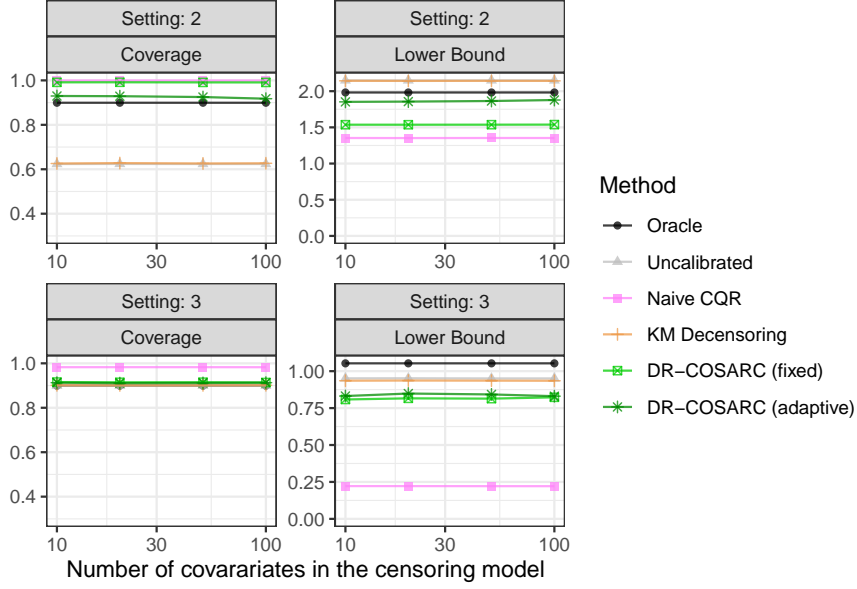 Setting: 2
Setting: 2
Coverage
Lower Bound
1.0
0.8
0.6
0.4
2.0
1.5
1.0
0.5
0.0
10
30
100
10
30
100
Setting: 3
Setting: 3
Coverage
Lower Bound
1.0
0.8
0.6
0.4
1.00
0.75
0.50
0.25
0.00
10
30
100
10
30
100
Number of covarariates in the censoring model
Method
Oracle
Uncalibrated
Naive CQR
KM Decensoring
DR−COSARC (fixed)
DR−COSARC (adaptive)